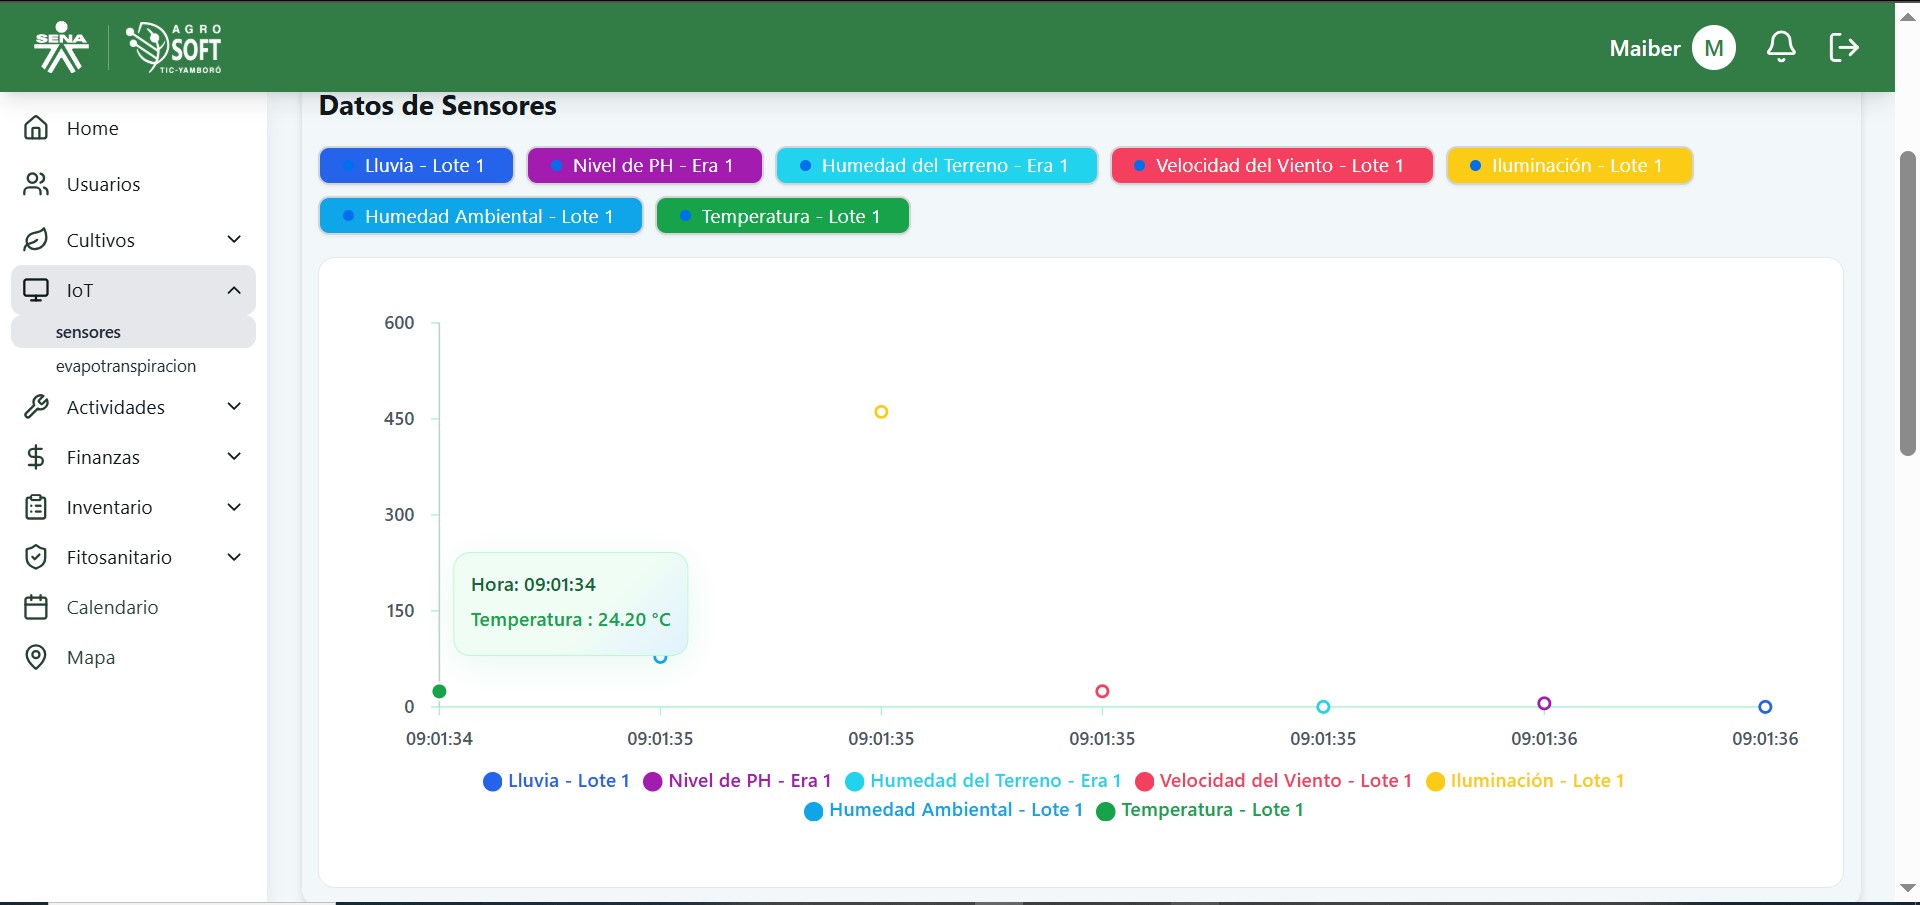 SENA
AGRO
SOFT
TIC-YAMBORÓ
Maiber M
Home
Usuarios
Cultivos
IoT
sensores
evapotranspiracion
Actividades
Finanzas
Inventario
Fitosanitario
Calendario
Mapa
Datos de Sensores
Lluvia - Lote 1 Nivel de PH - Era 1 Humedad del Terreno - Era 1 Velocidad del Viento - Lote 1 Iluminación - Lote 1
Humedad Ambiental - Lote 1 Temperatura - Lote 1
600
450
300
150
0
Hora: 09:01:34
Temperatura : 24.20 °C
09:01:34 09:01:35 09:01:35 09:01:35 09:01:35 09:01:36 09:01:36
Lluvia - Lote 1 Nivel de PH - Era 1 Humedad del Terreno - Era 1 Velocidad del Viento - Lote 1 Iluminación - Lote 1
Humedad Ambiental - Lote 1 Temperatura - Lote 1